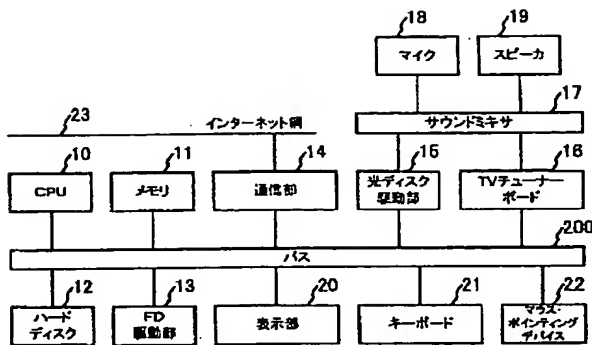 18
19
マイク
スピーカ
17
サウンドミキサ
23
インターネット網
10
11
14
15
16
CPU
メモリ
通信部
光ディスク
駆動部
TVチューナー
ボード
200
バス
12
13
20
21
22
ハード
ディスク
FD
駆動部
表示部
キーボード
マウス・
ポインティング
デバイス